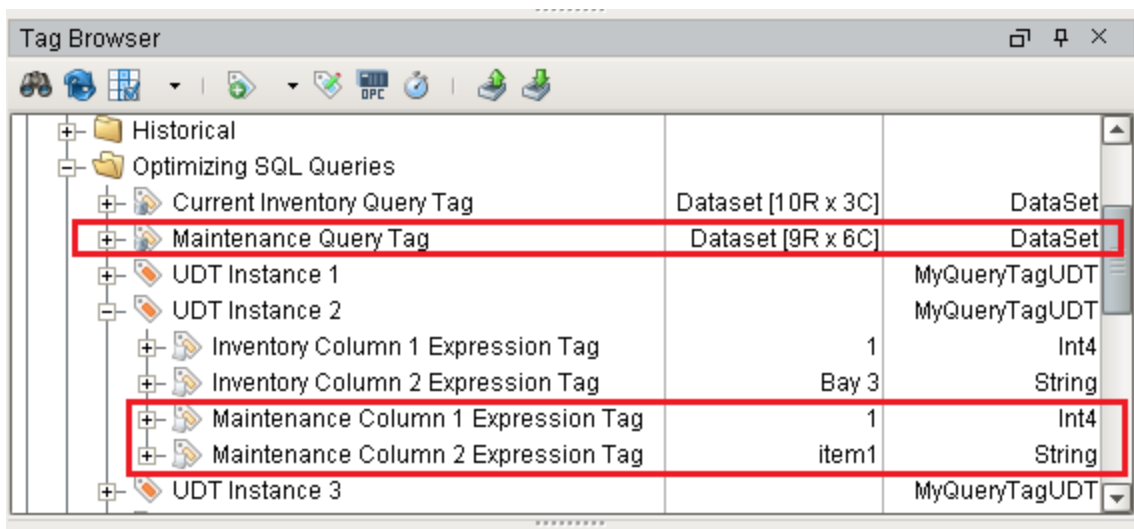 Tag Browser
OPC
Historical
Optimizing SQL Queries
Current Inventory Query Tag Dataset [10R x 3C] DataSet
Maintenance Query Tag Dataset [9R x 6C] DataSet
UDT Instance 1 MyQueryTagUDT
UDT Instance 2 MyQueryTagUDT
Inventory Column 1 Expression Tag 1 Int4
Inventory Column 2 Expression Tag Bay 3 String
Maintenance Column 1 Expression Tag 1 Int4
Maintenance Column 2 Expression Tag item1 String
UDT Instance 3 MyQueryTagUDT